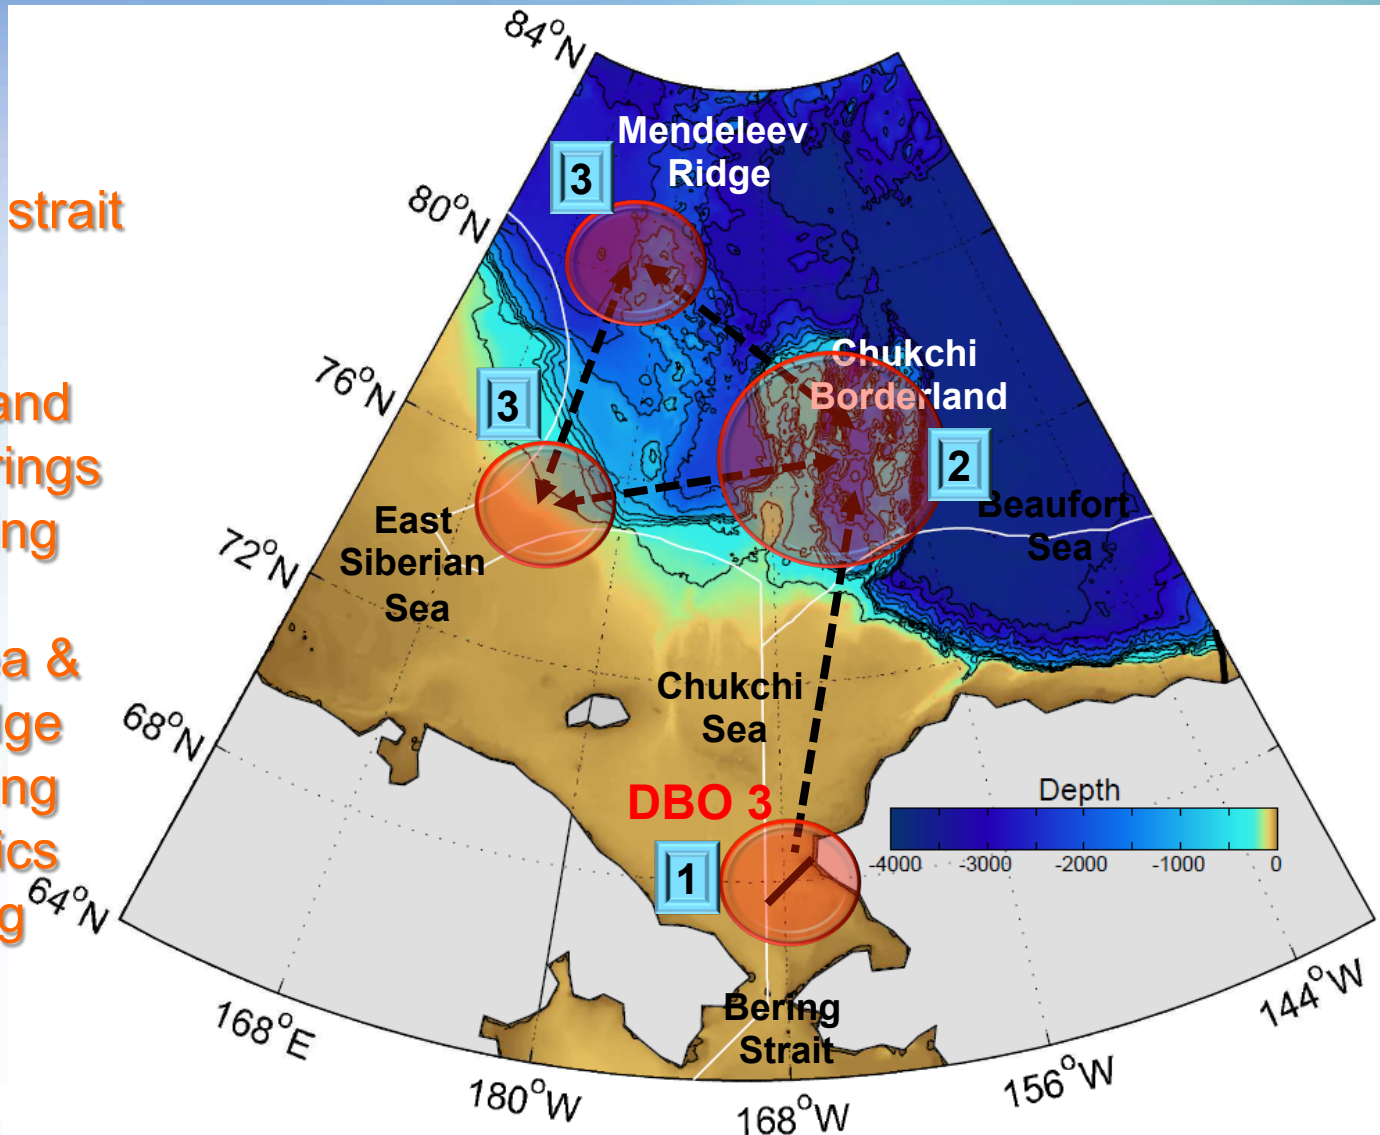 strait
and
rings
ng
a &
lge
ng
ics
g
84°N
80°N
76°N
72°N
68°N
64°N
Mendeleev
Ridge
3
3
Chukchi
Borderland
2
East
Siberian
Sea
Beaufort
Sea
Chukchi
Sea
DBO 3
1
Depth
-4000 -3000 -2000 -1000 0
Bering
Strait
168°E
180°W
168°W
156°W
144°W